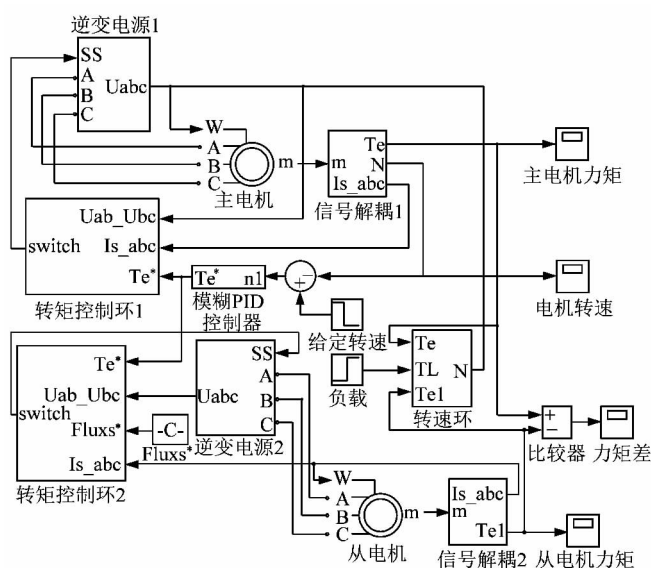 逆变电源1
SS
A
B
C
Uabc
W
A
B
C
m
主电机
m
Te
N
Is_abc
信号解耦1
主电机力矩
Uab_Ubc
switch
Is_abc
Te*
转矩控制环1
Te*
n1
模糊PID
控制器
−
+
给定转速
电机转速
负载
Te
TL
N
Te1
转速环
Te*
Uab_Ubc
switch
Fluxs*
Is_abc
转矩控制环2
-C-
Fluxs*
SS
A
Uabc
B
C
逆变电源2
+
−
比较器
力矩差
W
A
B
C
m
从电机
Is_abc
m
Te1
信号解耦2
从电机力矩